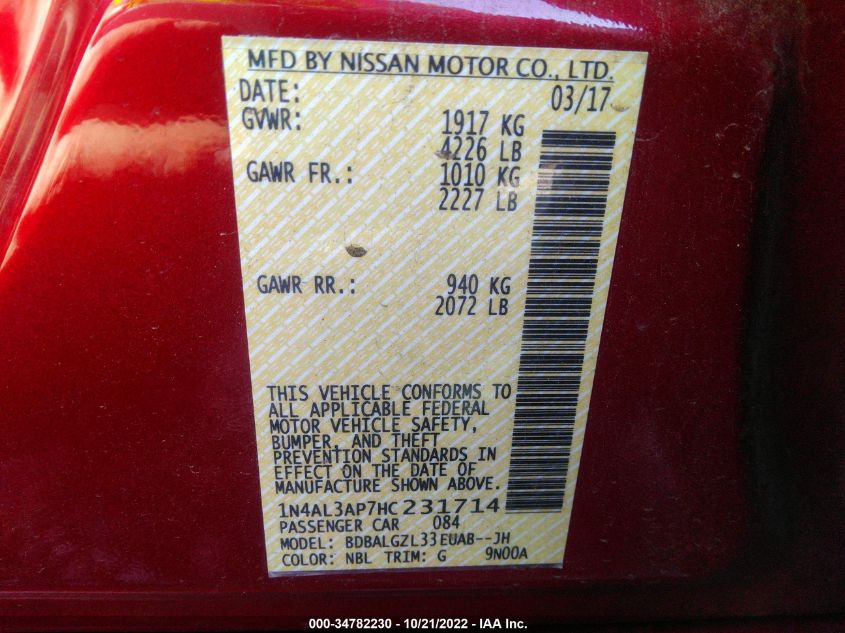 MFD BY NISSAN MOTOR CO., LTD.
DATE: 03/17
GVWR: 1917 KG
4226 LB
GAWR FR.: 1010 KG
2227 LB
GAWR RR.: 940 KG
2072 LB
THIS VEHICLE CONFORMS TO
ALL APPLICABLE FEDERAL
MOTOR VEHICLE SAFETY,
BUMPER, AND THEFT
PREVENTION STANDARDS IN
EFFECT ON THE DATE OF
MANUFACTURE SHOWN ABOVE.
1N4AL3AP7HC231714
PASSENGER CAR 084
MODEL: BDBALGZL33EUAB--JH
COLOR: NBL TRIM: G 9N00A
000-34782230 - 10/21/2022 - IAA Inc.